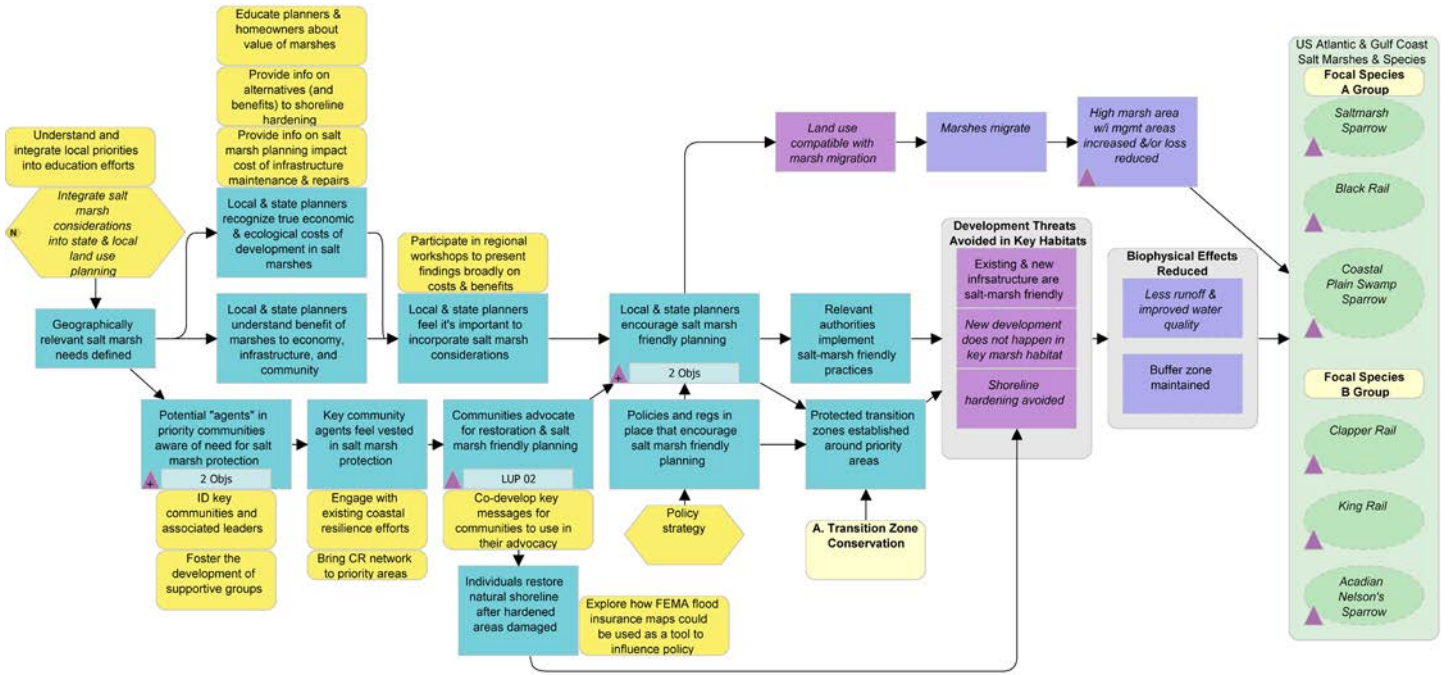 Educate planners &
homeowners about
value of marshes
Provide info on
alternatives (and
benefits) to shoreline
hardening
Provide info on salt
marsh planning impact
cost of infrastructure
maintenance & repairs
Understand and
integrate local priorities
into education efforts
Integrate salt
marsh
considerations
into state & local
land use
planning
N
Local & state planners
recognize true economic
& ecological costs of
development in salt
marshes
Geographically
relevant salt marsh
needs defined
Local & state planners
understand benefit of
marshes to economy,
infrastructure, and
community
Participate in regional
workshops to present
findings broadly on
costs & benefits
Local & state planners
feel it's important to
incorporate salt marsh
considerations
Local & state planners
encourage salt marsh
friendly planning
+
2 Objs
Relevant
authorities
implement
salt-marsh friendly
practices
Land use
compatible with
marsh migration
Marshes migrate
High marsh area
w/i mgmt areas
increased &/or loss
reduced
Development Threats
Avoided in Key Habitats
Existing & new
infrsatructure are
salt-marsh friendly
New development
does not happen in
key marsh habitat
Shoreline
hardening avoided
Biophysical Effects
Reduced
Less runoff &
improved water
quality
Buffer zone
maintained
Potential "agents" in
priority communities
aware of need for salt
marsh protection
+
2 Objs
ID key
communities and
associated leaders
Foster the
development of
supportive groups
Key community
agents feel vested
in salt marsh
protection
Engage with
existing coastal
resilience efforts
Bring CR network
to priority areas
Communities advocate
for restoration & salt
marsh friendly planning
LUP 02
Co-develop key
messages for
communities to use in
their advocacy
Individuals restore
natural shoreline
after hardened
areas damaged
Explore how FEMA flood
insurance maps could
be used as a tool to
influence policy
Policies and regs in
place that encourage
salt marsh friendly
planning
Policy
strategy
Protected transition
zones established
around priority
areas
A. Transition Zone
Conservation
US Atlantic & Gulf Coast
Salt Marshes & Species
Focal Species
A Group
Saltmarsh
Sparrow
Black Rail
Coastal
Plain Swamp
Sparrow
Focal Species
B Group
Clapper Rail
King Rail
Acadian
Nelson's
Sparrow